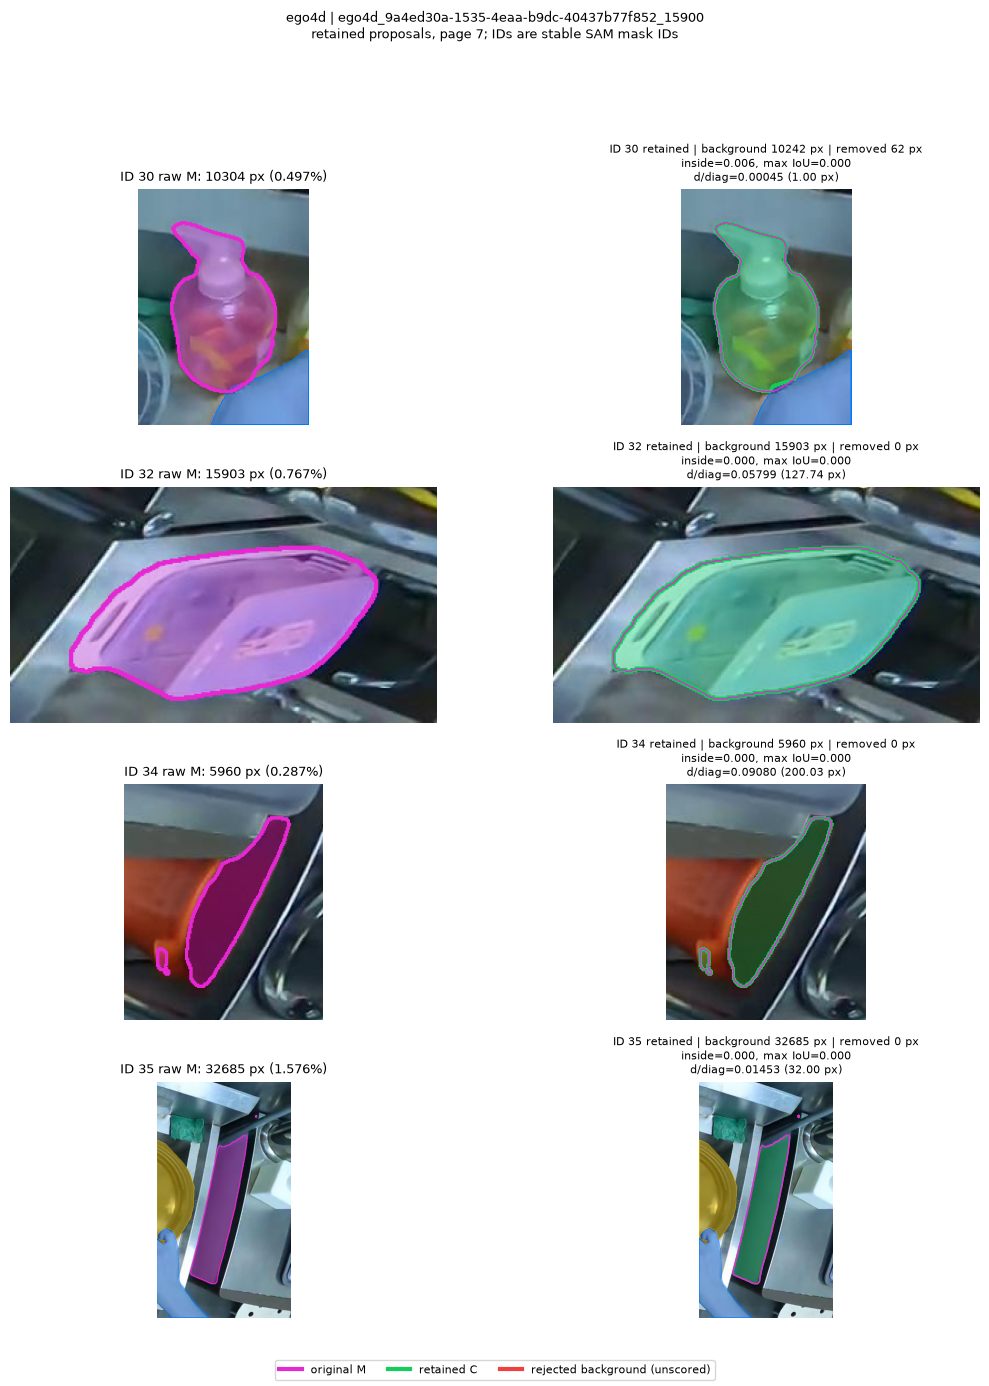 ego4d | ego4d_9a4ed30a-1535-4eaa-b9dc-40437b77f852_15900
retained proposals, page 7; IDs are stable SAM mask IDs
ID 30 raw M: 10304 px (0.497%)
ID 30 retained | background 10242 px | removed 62 px
inside=0.006, max IoU=0.000
d/diag=0.00045 (1.00 px)
ID 32 raw M: 15903 px (0.767%)
ID 32 retained | background 15903 px | removed 0 px
inside=0.000, max IoU=0.000
d/diag=0.05799 (127.74 px)
ID 34 raw M: 5960 px (0.287%)
ID 34 retained | background 5960 px | removed 0 px
inside=0.000, max IoU=0.000
d/diag=0.09080 (200.03 px)
ID 35 raw M: 32685 px (1.576%)
ID 35 retained | background 32685 px | removed 0 px
inside=0.000, max IoU=0.000
d/diag=0.01453 (32.00 px)
original M
retained C
rejected background (unscored)